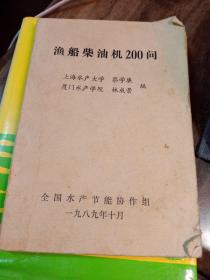 渔船柴油机200问
上海水产大学 蔡学廉
厦门水产学院 林成蕾 编
全国水产节能协作组
一九八九年十月